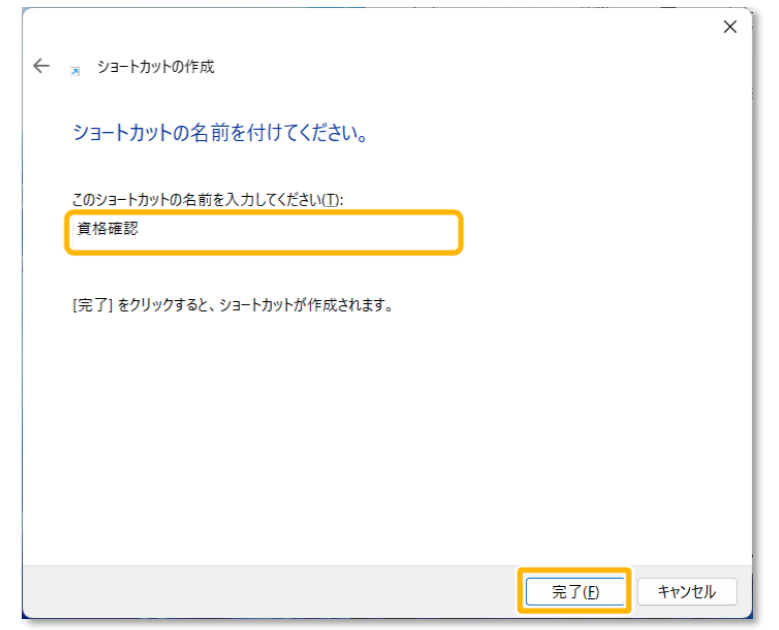 ショートカットの作成
ショートカットの名前を付けてください。
このショートカットの名前を入力してください(T):
資格確認
[完了] をクリックすると、ショートカットが作成されます。
完了(F)
キャンセル